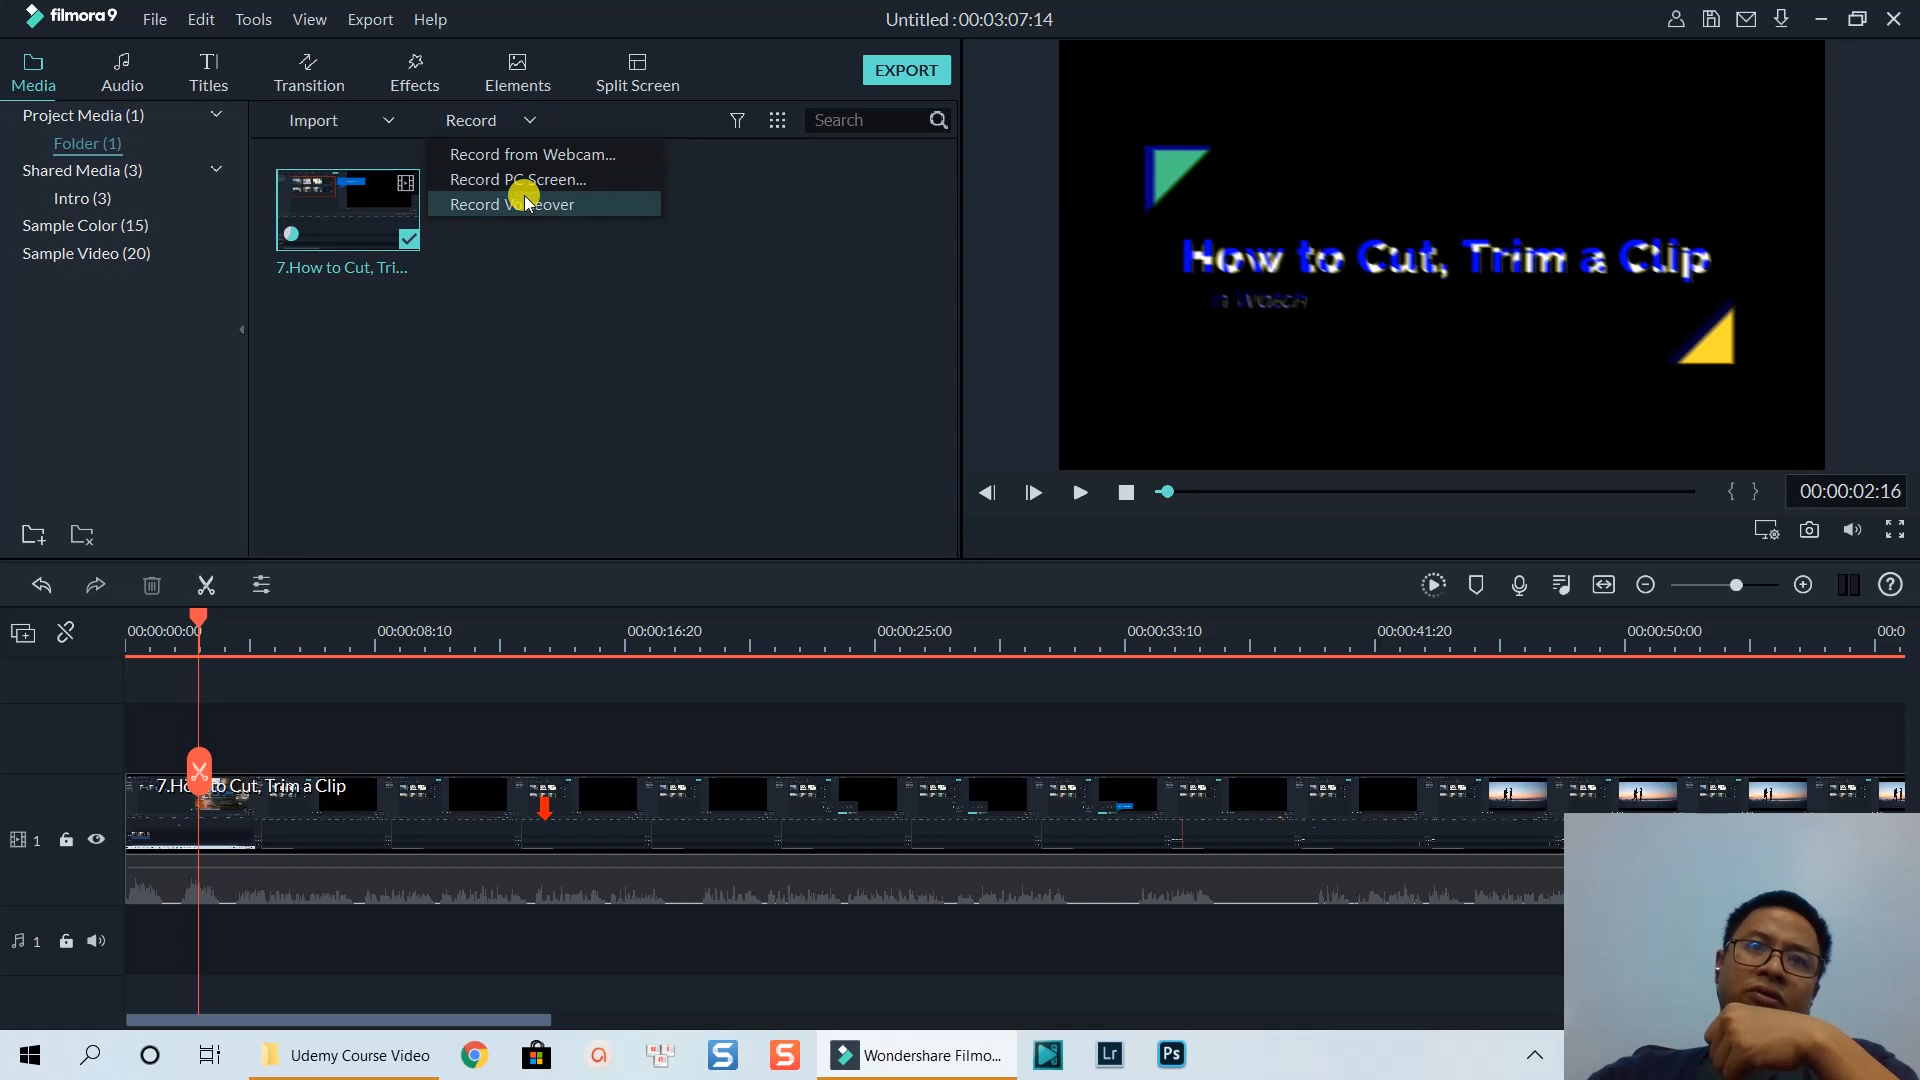 filmora9 File Edit Tools View Export Help Untitled : 00:03:07:14
Media Audio Titles Transition Effects Elements Split Screen EXPORT
Project Media (1)
Folder (1)
Shared Media (3)
Intro (3)
Sample Color (15)
Sample Video (20)
Import Record Search
Record from Webcam...
Record PC Screen...
Record Voiceover
7.How to Cut, Tri...
How to Cut, Trim a Clip
00:00:02:16
00:00:00:00 00:00:08:10 00:00:16:20 00:00:25:00 00:00:33:10 00:00:41:20 00:00:50:00 00:0
7.How to Cut, Trim a Clip
1
1
Udemy Course Video Wondershare Filmo... Lr Ps